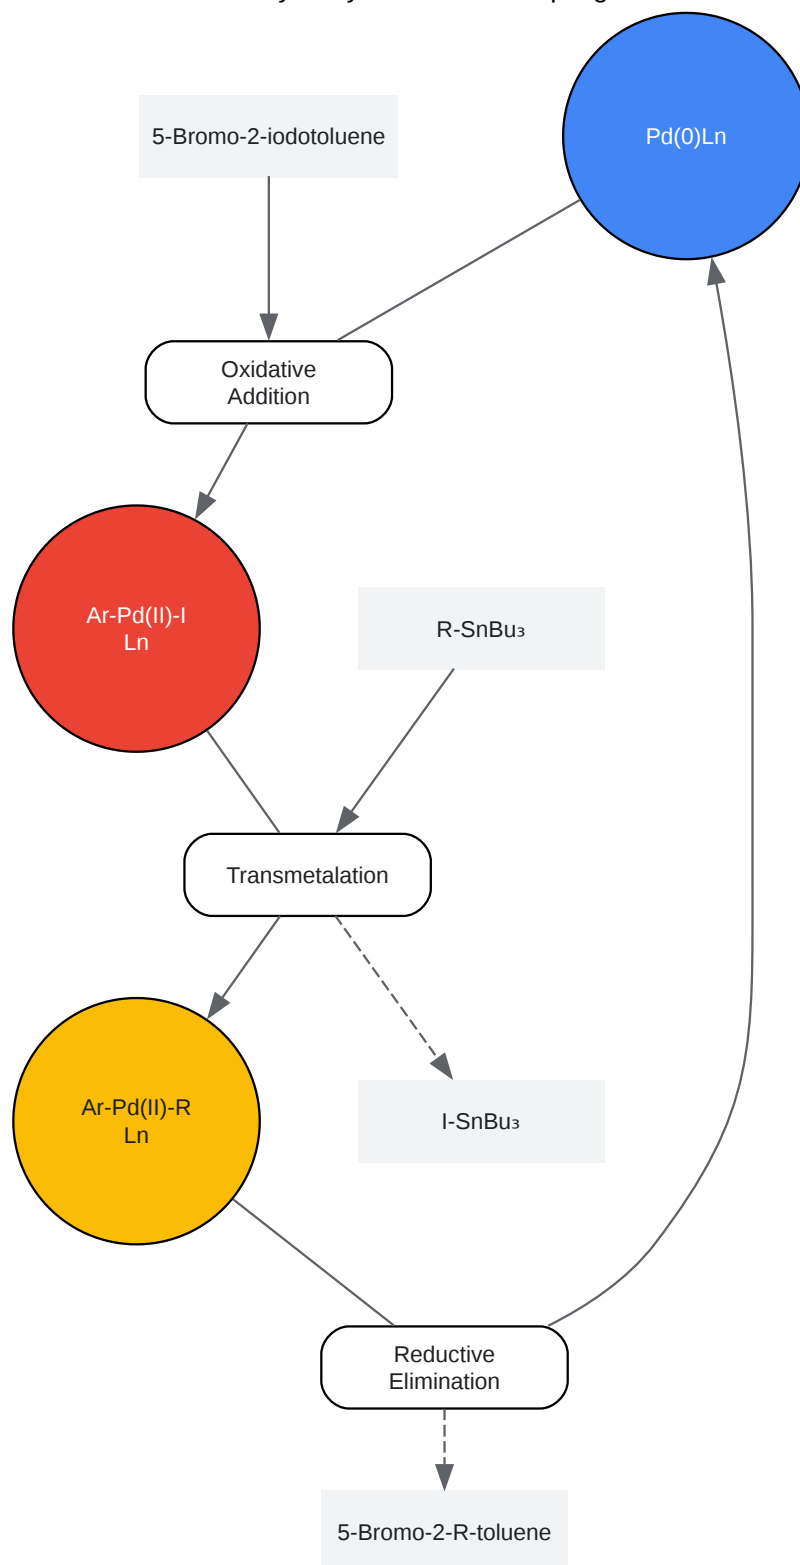 5-Bromo-2-iodotoluene
Pd(0)Ln
Oxidative
Addition
Ar-Pd(II)-I
Ln
R-SnBu₃
Transmetalation
Ar-Pd(II)-R
Ln
I-SnBu₃
Reductive
Elimination
5-Bromo-2-R-toluene